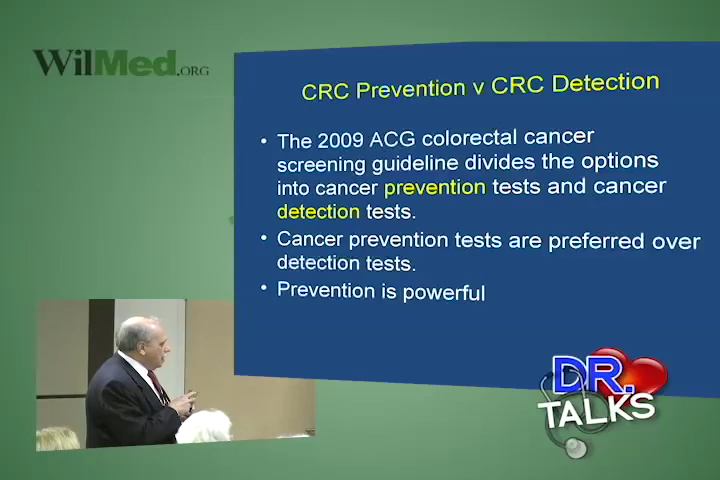 WilMed.ORG
CRC Prevention v CRC Detection
• The 2009 ACG colorectal cancer
screening guideline divides the options
into cancer prevention tests and cancer
detection tests.
• Cancer prevention tests are preferred over
detection tests.
• Prevention is powerful
DR.
TALKS